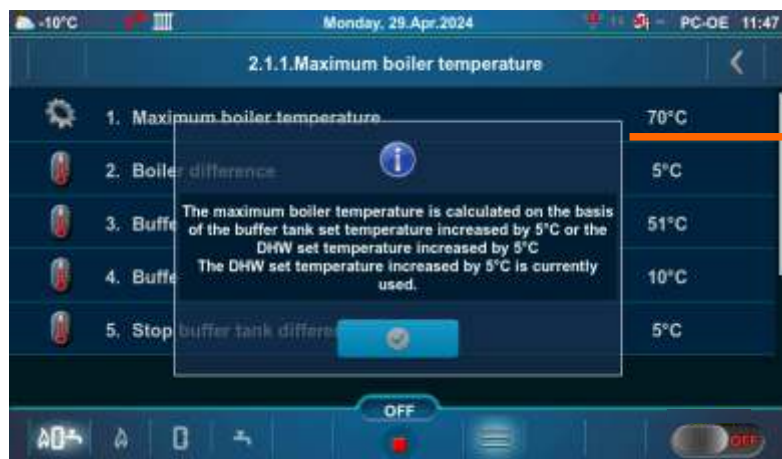 -10°C Monday, 29.Apr.2024 PC-OE 11:47
2.1.1.Maximum boiler temperature
1. Maximum boiler temperature 70°C
2. Boiler difference 5°C
3. Buffe 51°C
4. Buffe 10°C
5. Stop buffer tank differe 5°C
The maximum boiler temperature is calculated on the basis
of the buffer tank set temperature increased by 5°C or the
DHW set temperature increased by 5°C
The DHW set temperature increased by 5°C is currently
used.
OFF
OFF